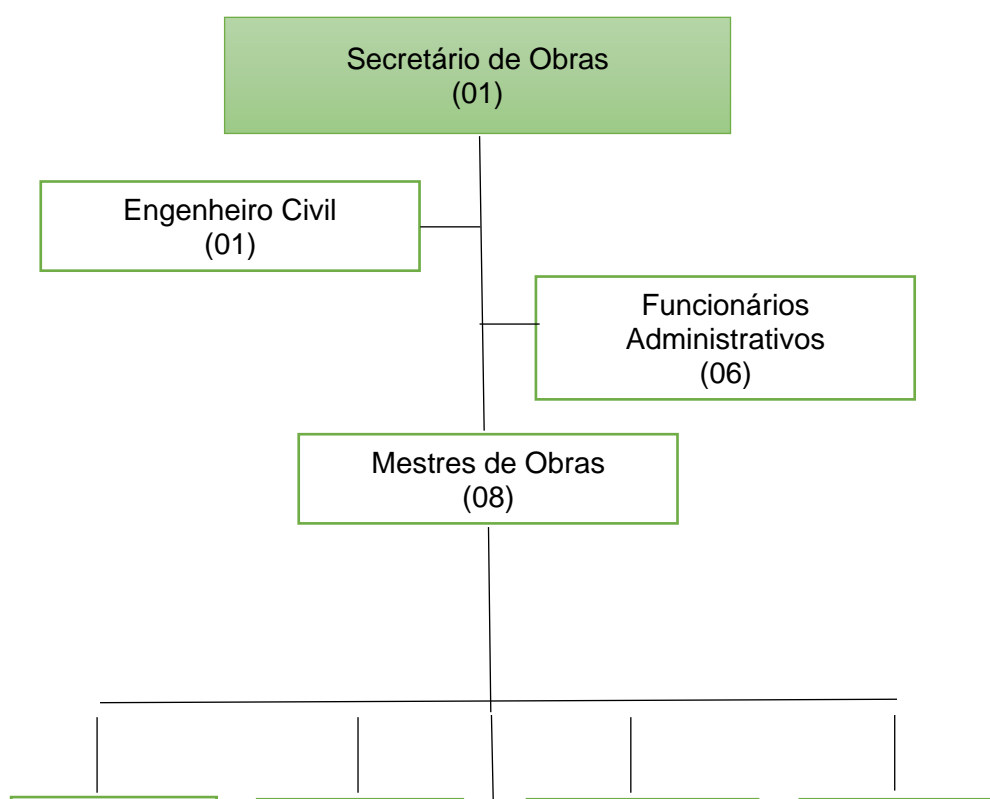 Secretário de Obras
(01)
Engenheiro Civil
(01)
Funcionários
Administrativos
(06)
Mestres de Obras
(08)